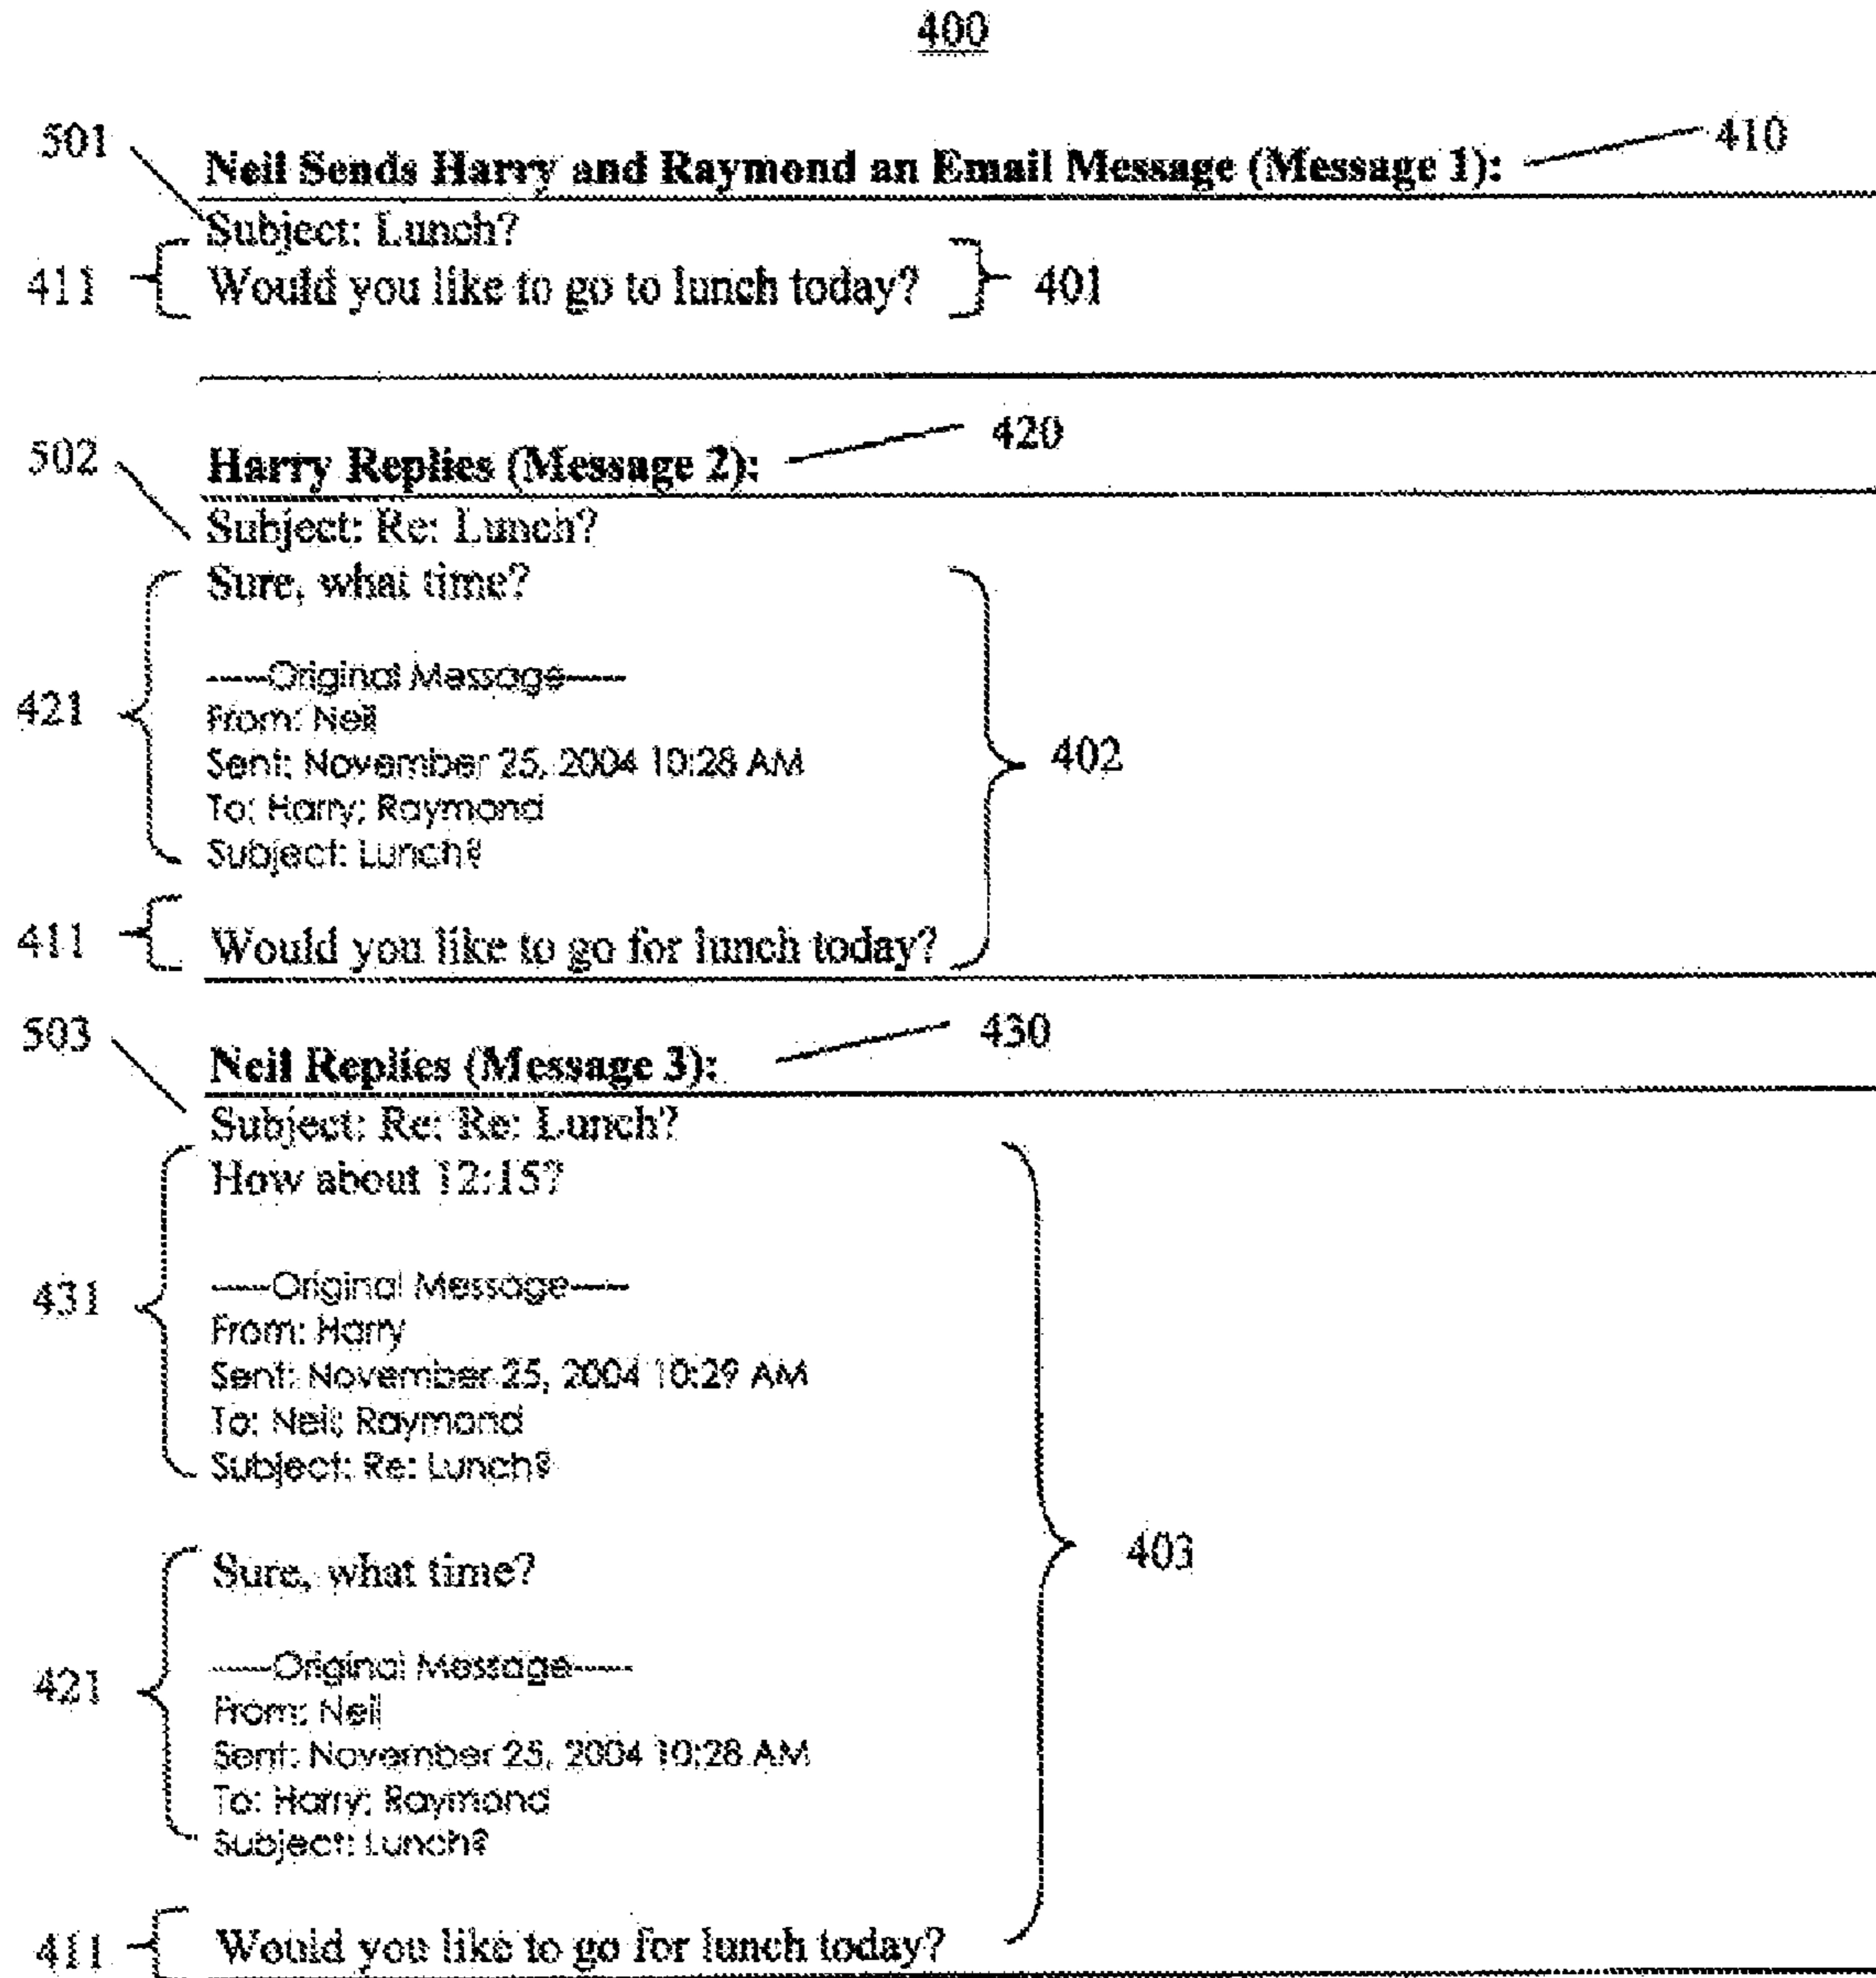 400
501
Neil Sends Harry and Raymond an Email Message (Message 1): 410
Subject: Lunch?
411 Would you like to go to lunch today? 401
502
Harry Replies (Message 2): 420
Subject: Re: Lunch?
Sure, what time?
-----Original Message-----
From: Neil
421
Sent: November 25, 2004 10:28 AM
402
To: Harry; Raymond
Subject: Lunch?
411 Would you like to go for lunch today?
503
Neil Replies (Message 3): 430
Subject: Re: Re: Lunch?
How about 12:15?
-----Original Message-----
431
From: Harry
Sent: November 25, 2004 10:29 AM
To: Neil; Raymond
Subject: Re: Lunch?
Sure, what time?
403
-----Original Message-----
421
From: Neil
Sent: November 25, 2004 10:28 AM
To: Harry; Raymond
Subject: Lunch?
411 Would you like to go for lunch today?